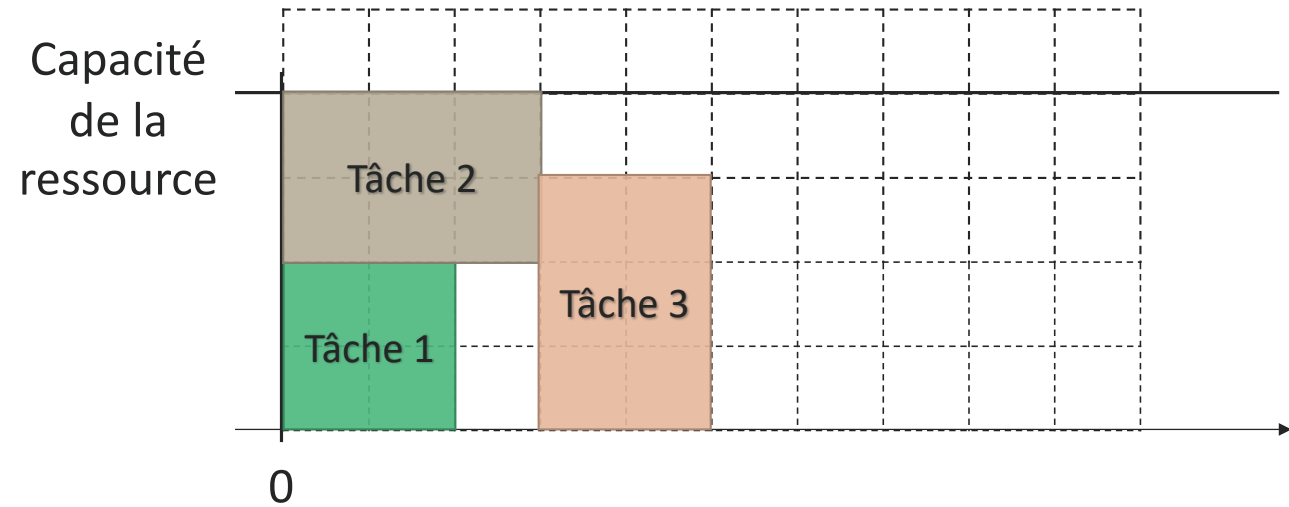 Capacité
de la
ressource
Tâche 2
Tâche 3
Tâche 1
0